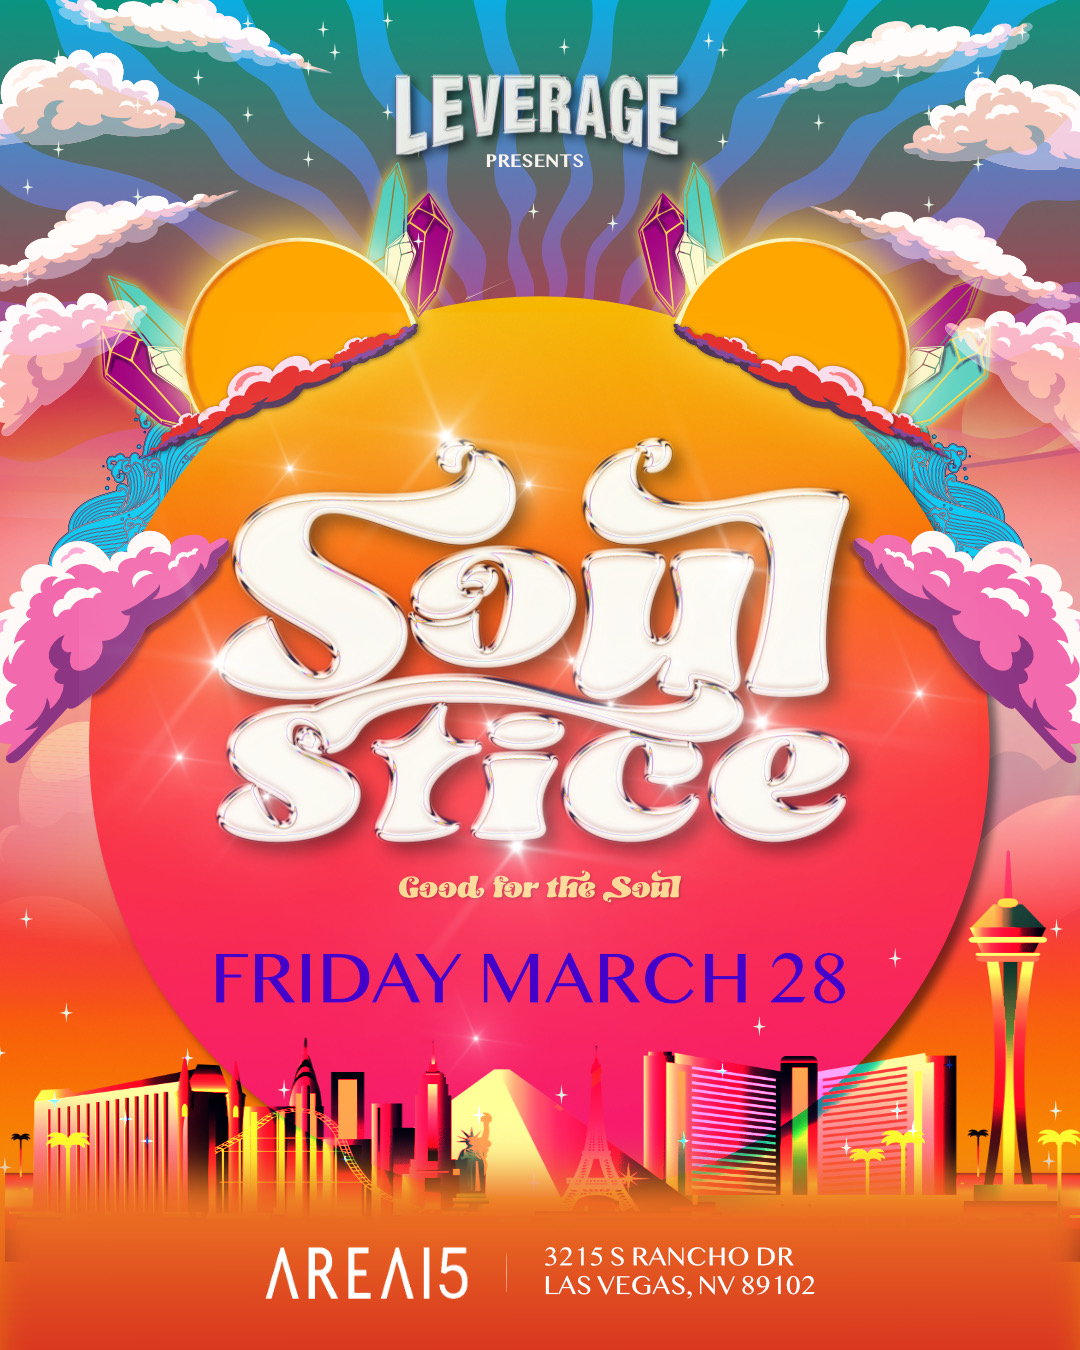 LEVERAGE
PRESENTS
Soul
Stice
Good for the Soul
FRIDAY MARCH 28
AREA15
3215 S RANCHO DR
LAS VEGAS, NV 89102